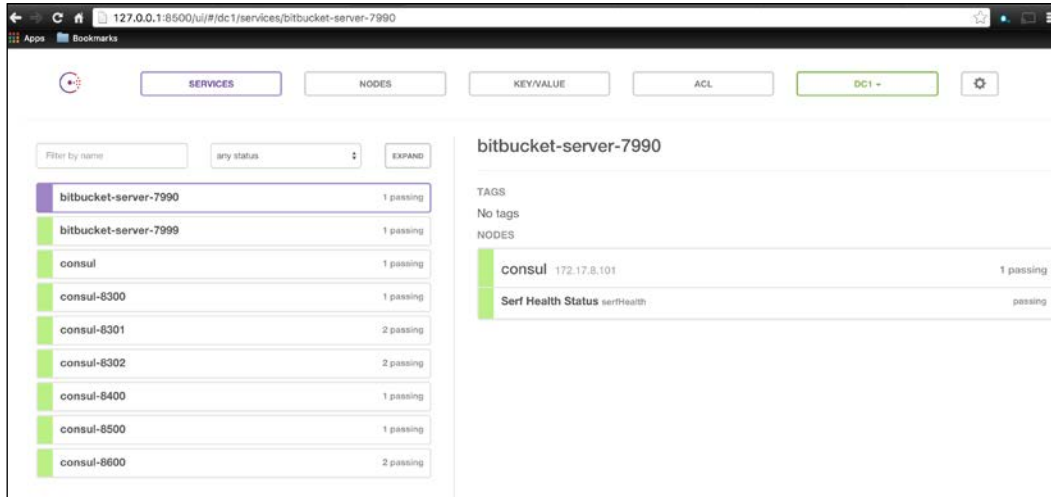 127.0.0.1:8500/ui/#/dc1/services/bitbucket-server-7990
Apps Bookmarks
SERVICES NODES KEY/VALUE ACL DC1
Filter by name any status EXPAND
bitbucket-server-7990 1 passing
bitbucket-server-7999 1 passing
consul 1 passing
consul-8300 1 passing
consul-8301 2 passing
consul-8302 2 passing
consul-8400 1 passing
consul-8500 1 passing
consul-8600 2 passing
bitbucket-server-7990
TAGS
No tags
NODES
consul 172.17.8.101 1 passing
Serf Health Status serfHealth passing